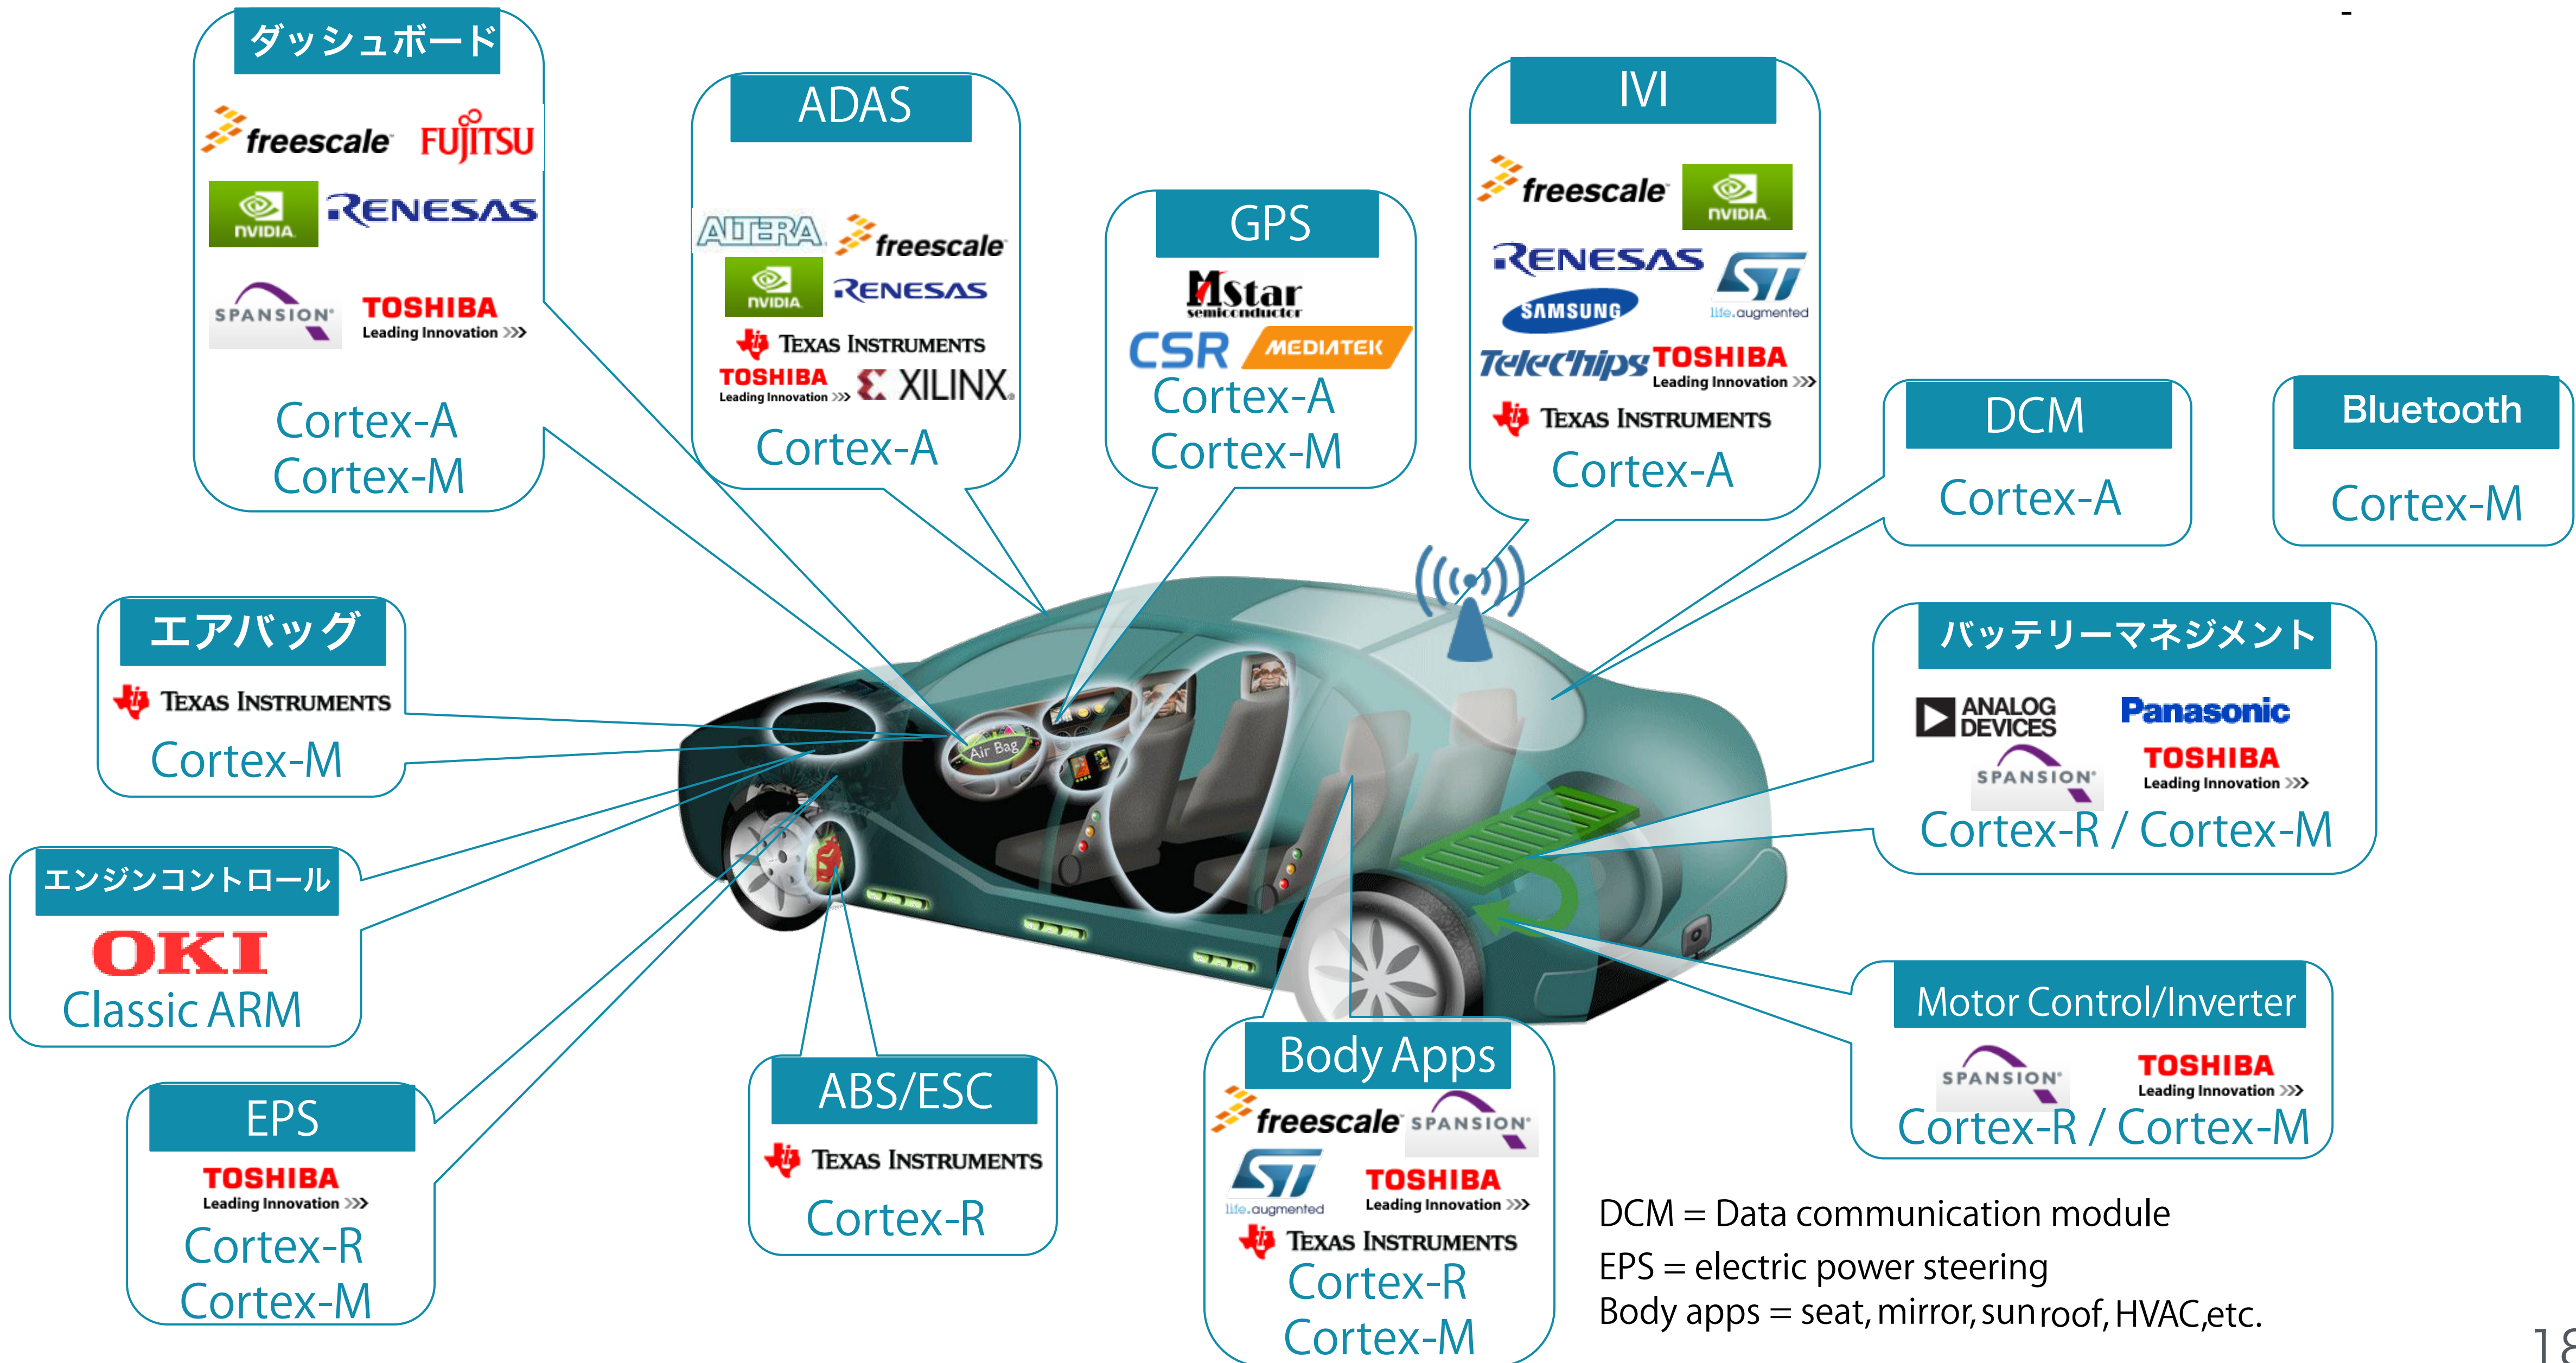 -
ダッシュボード
freescale
FUJITSU
NVIDIA
RENESAS
SPANSION
TOSHIBA
Leading Innovation >>>
Cortex-A
Cortex-M
ADAS
ALTERA
freescale
NVIDIA
RENESAS
TEXAS INSTRUMENTS
TOSHIBA
Leading Innovation >>>
XILINX
Cortex-A
GPS
MStar
semiconductor
CSR
MEDIATEK
Cortex-A
Cortex-M
IVI
freescale
NVIDIA
RENESAS
ST
life.augmented
SAMSUNG
Telechips
TOSHIBA
Leading Innovation >>>
TEXAS INSTRUMENTS
Cortex-A
DCM
Cortex-A
Bluetooth
Cortex-M
エアバッグ
TEXAS INSTRUMENTS
Cortex-M
Air Bag
バッテリーマネジメント
ANALOG
DEVICES
Panasonic
SPANSION
TOSHIBA
Leading Innovation >>>
Cortex-R / Cortex-M
エンジンコントロール
OKI
Classic ARM
Motor Control/Inverter
SPANSION
TOSHIBA
Leading Innovation >>>
Cortex-R / Cortex-M
EPS
TOSHIBA
Leading Innovation >>>
Cortex-R
Cortex-M
ABS/ESC
TEXAS INSTRUMENTS
Cortex-R
Body Apps
freescale
SPANSION
ST
life.augmented
TOSHIBA
Leading Innovation >>>
TEXAS INSTRUMENTS
Cortex-R
Cortex-M
DCM = Data communication module
EPS = electric power steering
Body apps = seat, mirror, sunroof, HVAC,etc.
18